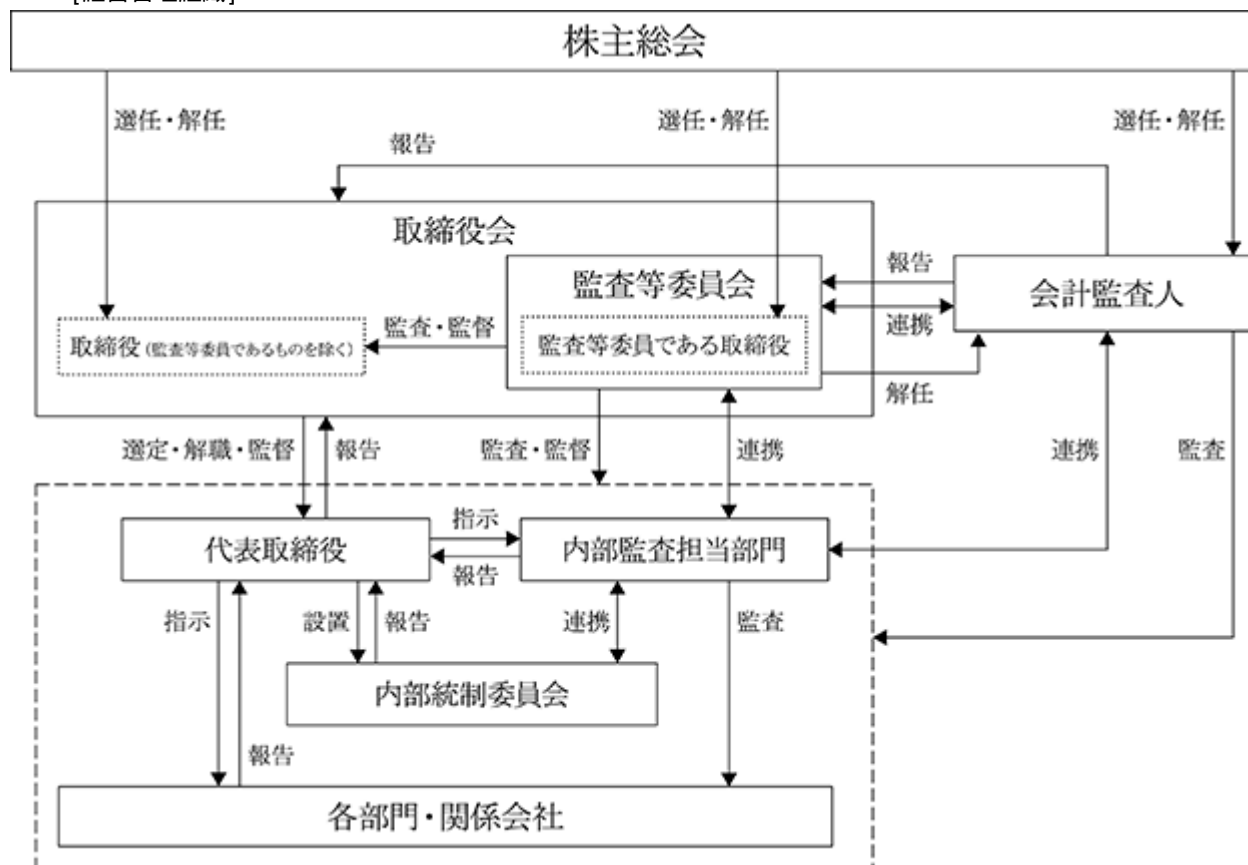 [経営管理組織]
株主総会
選任・解任
選任・解任
選任・解任
報告
取締役会
監査等委員会
報告
会計監査人
連携
取締役（監査等委員であるものを除く）
監査・監督
監査等委員である取締役
解任
選定・解職・監督
報告
監査・監督
連携
連携
監査
代表取締役
指示
内部監査担当部門
報告
指示
設置
報告
連携
監査
内部統制委員会
報告
各部門・関係会社